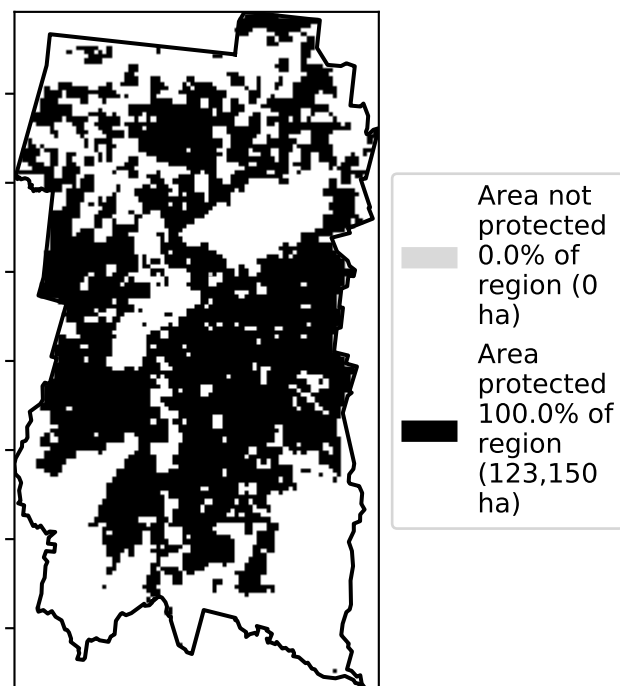 Area not
protected
0.0% of
region (0
ha)
Area
protected
100.0% of
region
(123,150
ha)